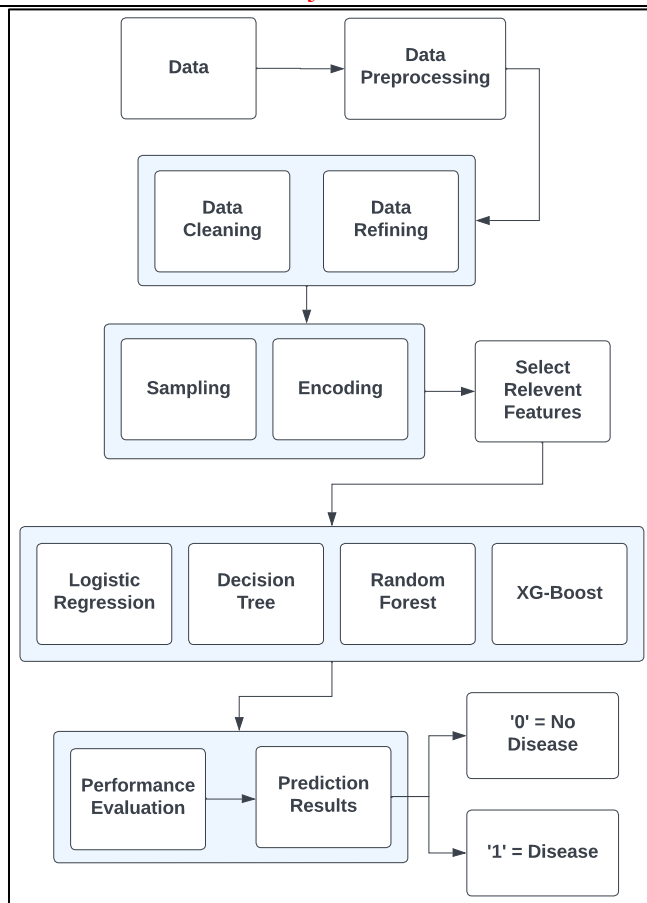 Data
Data
Preprocessing
Data
Cleaning
Data
Refining
Sampling
Encoding
Select
Relevent
Features
Logistic
Regression
Decision
Tree
Random
Forest
XG-Boost
Performance
Evaluation
Prediction
Results
'0' = No
Disease
'1' = Disease